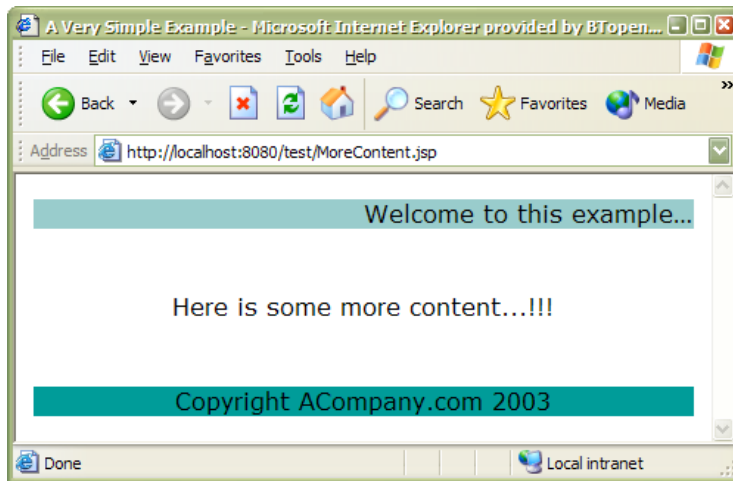 A Very Simple Example - Microsoft Internet Explorer provided by BTopen...
File Edit View Favorites Tools Help
Back Search Favorites Media »
Address http://localhost:8080/test/MoreContent.jsp
Welcome to this example...
Here is some more content...!!!
Copyright ACompany.com 2003
Done Local intranet